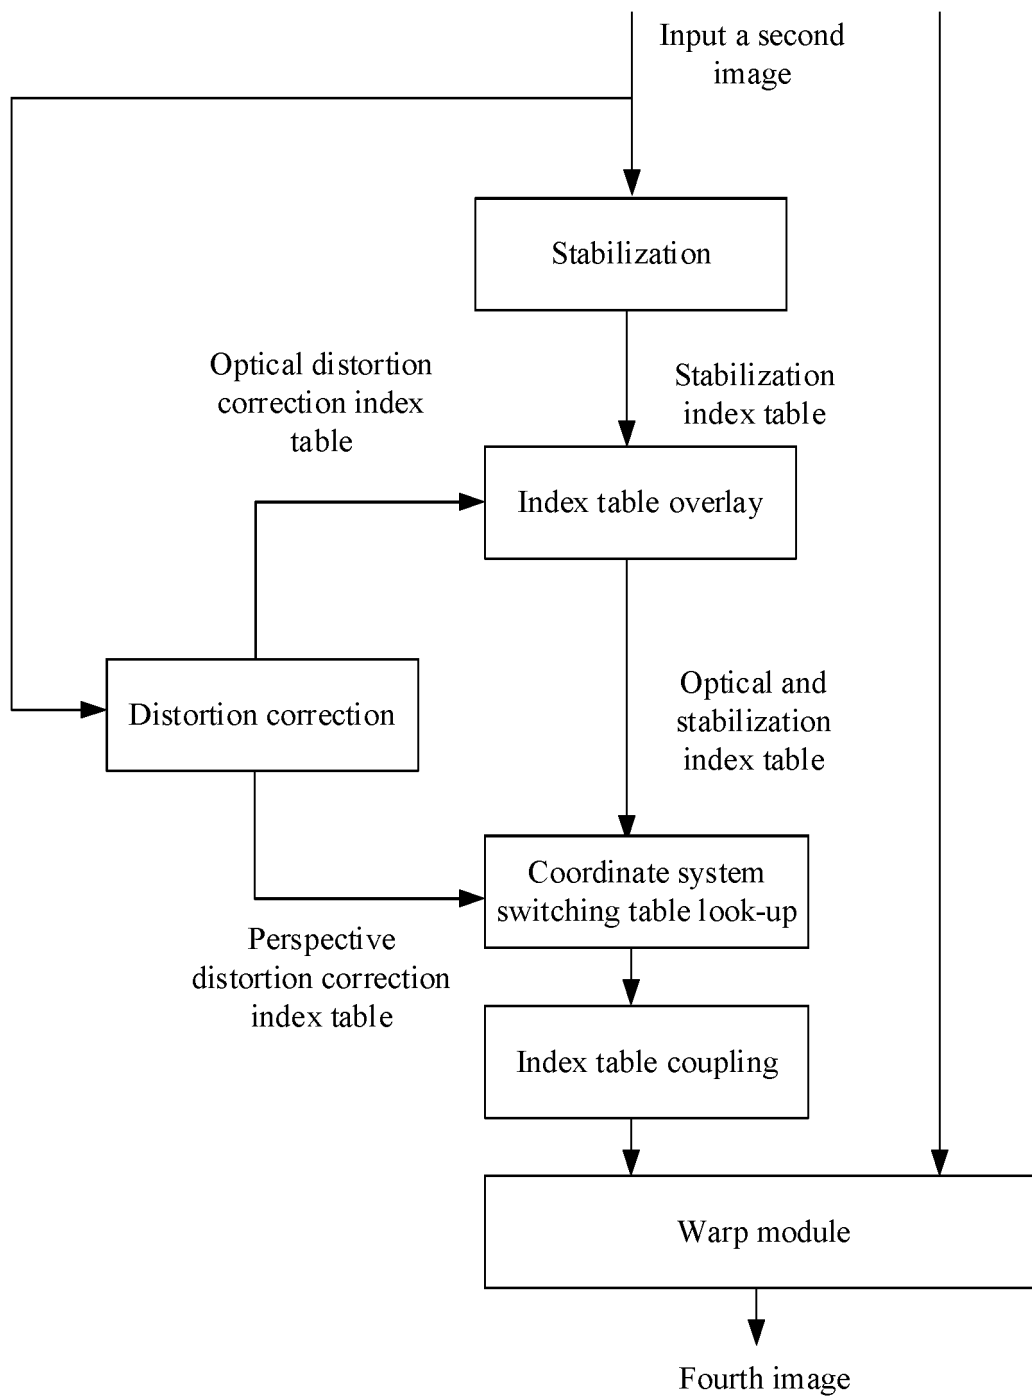 Input a second
image
Stabilization
Optical distortion
correction index
table
Stabilization
index table
Index table overlay
Distortion correction
Optical and
stabilization
index table
Coordinate system
switching table look-up
Perspective
distortion correction
index table
Index table coupling
Warp module
Fourth image